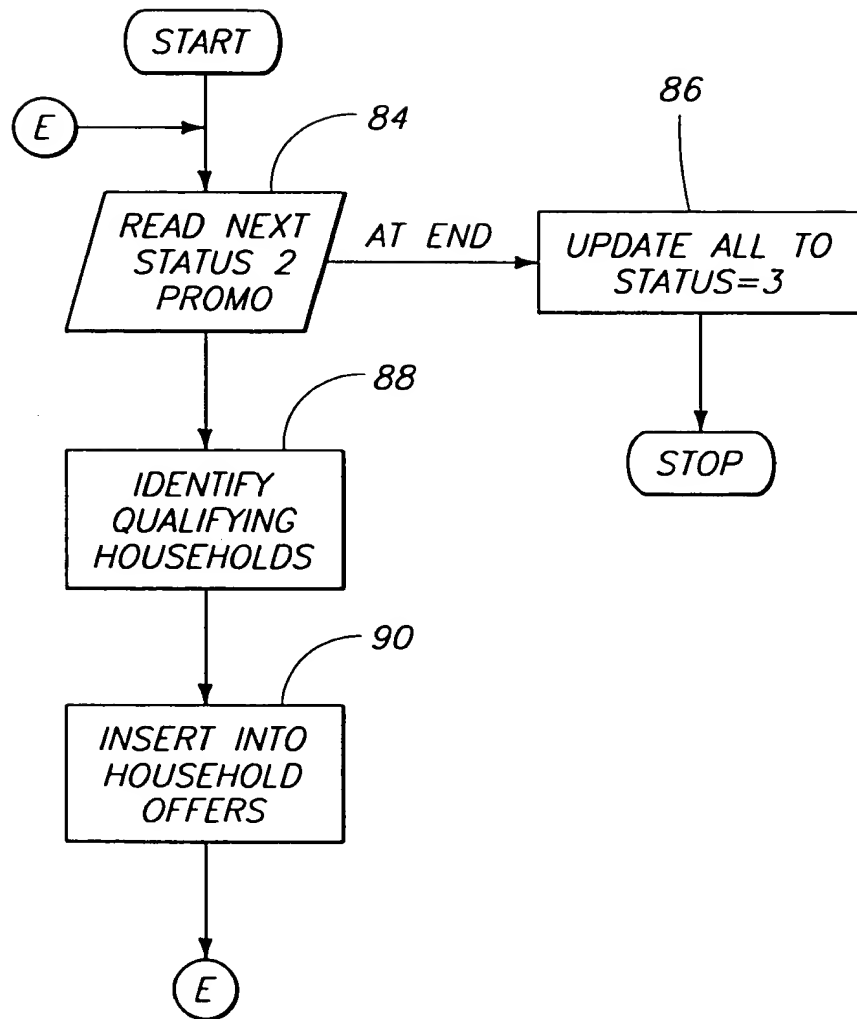 START
E
84
86
READ NEXT
STATUS 2
PROMO
AT END
UPDATE ALL TO
STATUS=3
88
STOP
IDENTIFY
QUALIFYING
HOUSEHOLDS
90
INSERT INTO
HOUSEHOLD
OFFERS
E